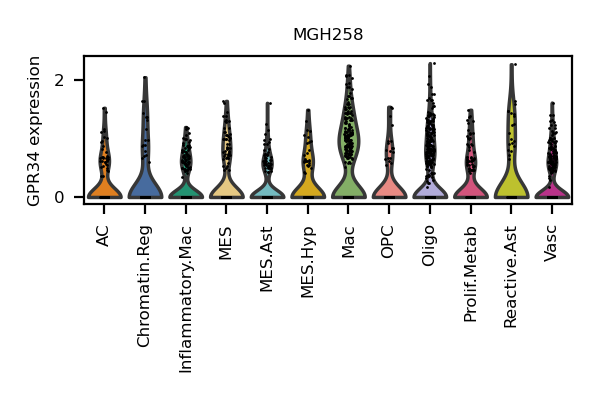 MGH258
GPR34 expression
2
0
AC
Chromatin.Reg
Inflammatory.Mac
MES
MES.Ast
MES.Hyp
Mac
OPC
Oligo
Prolif.Metab
Reactive.Ast
Vasc